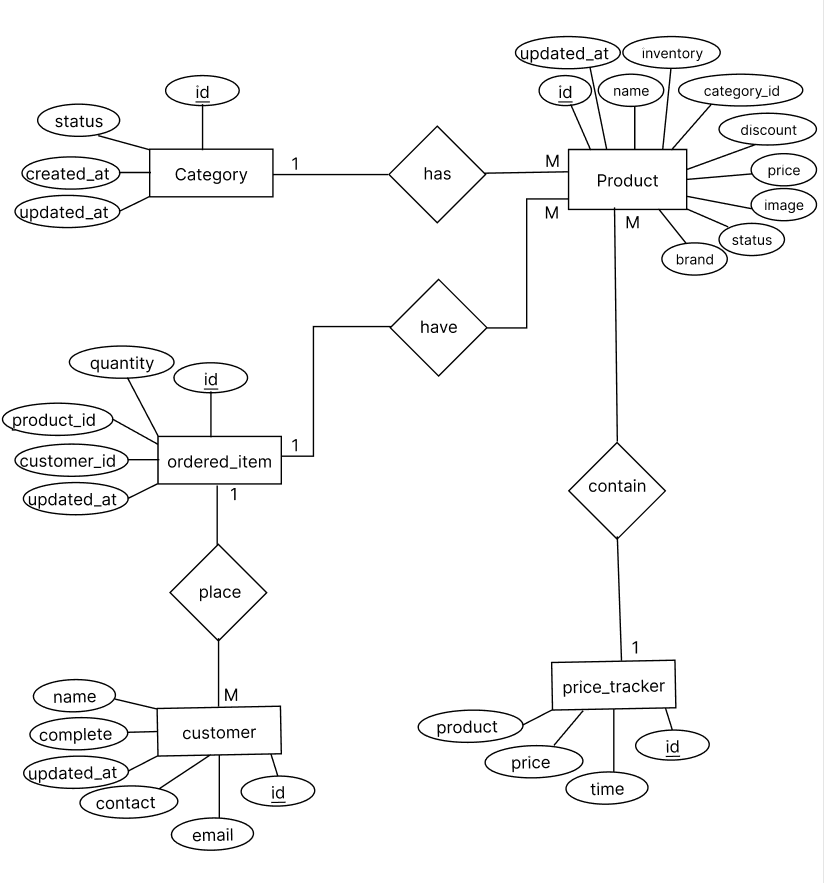 updated_at
inventory
id
name
category_id
discount
price
image
status
brand
Product
id
status
created_at
updated_at
Category
1
has
M
M
M
have
quantity
id
product_id
customer_id
updated_at
ordered_item
1
1
contain
place
1
M
price_tracker
product
price
time
id
name
complete
updated_at
contact
email
id
customer